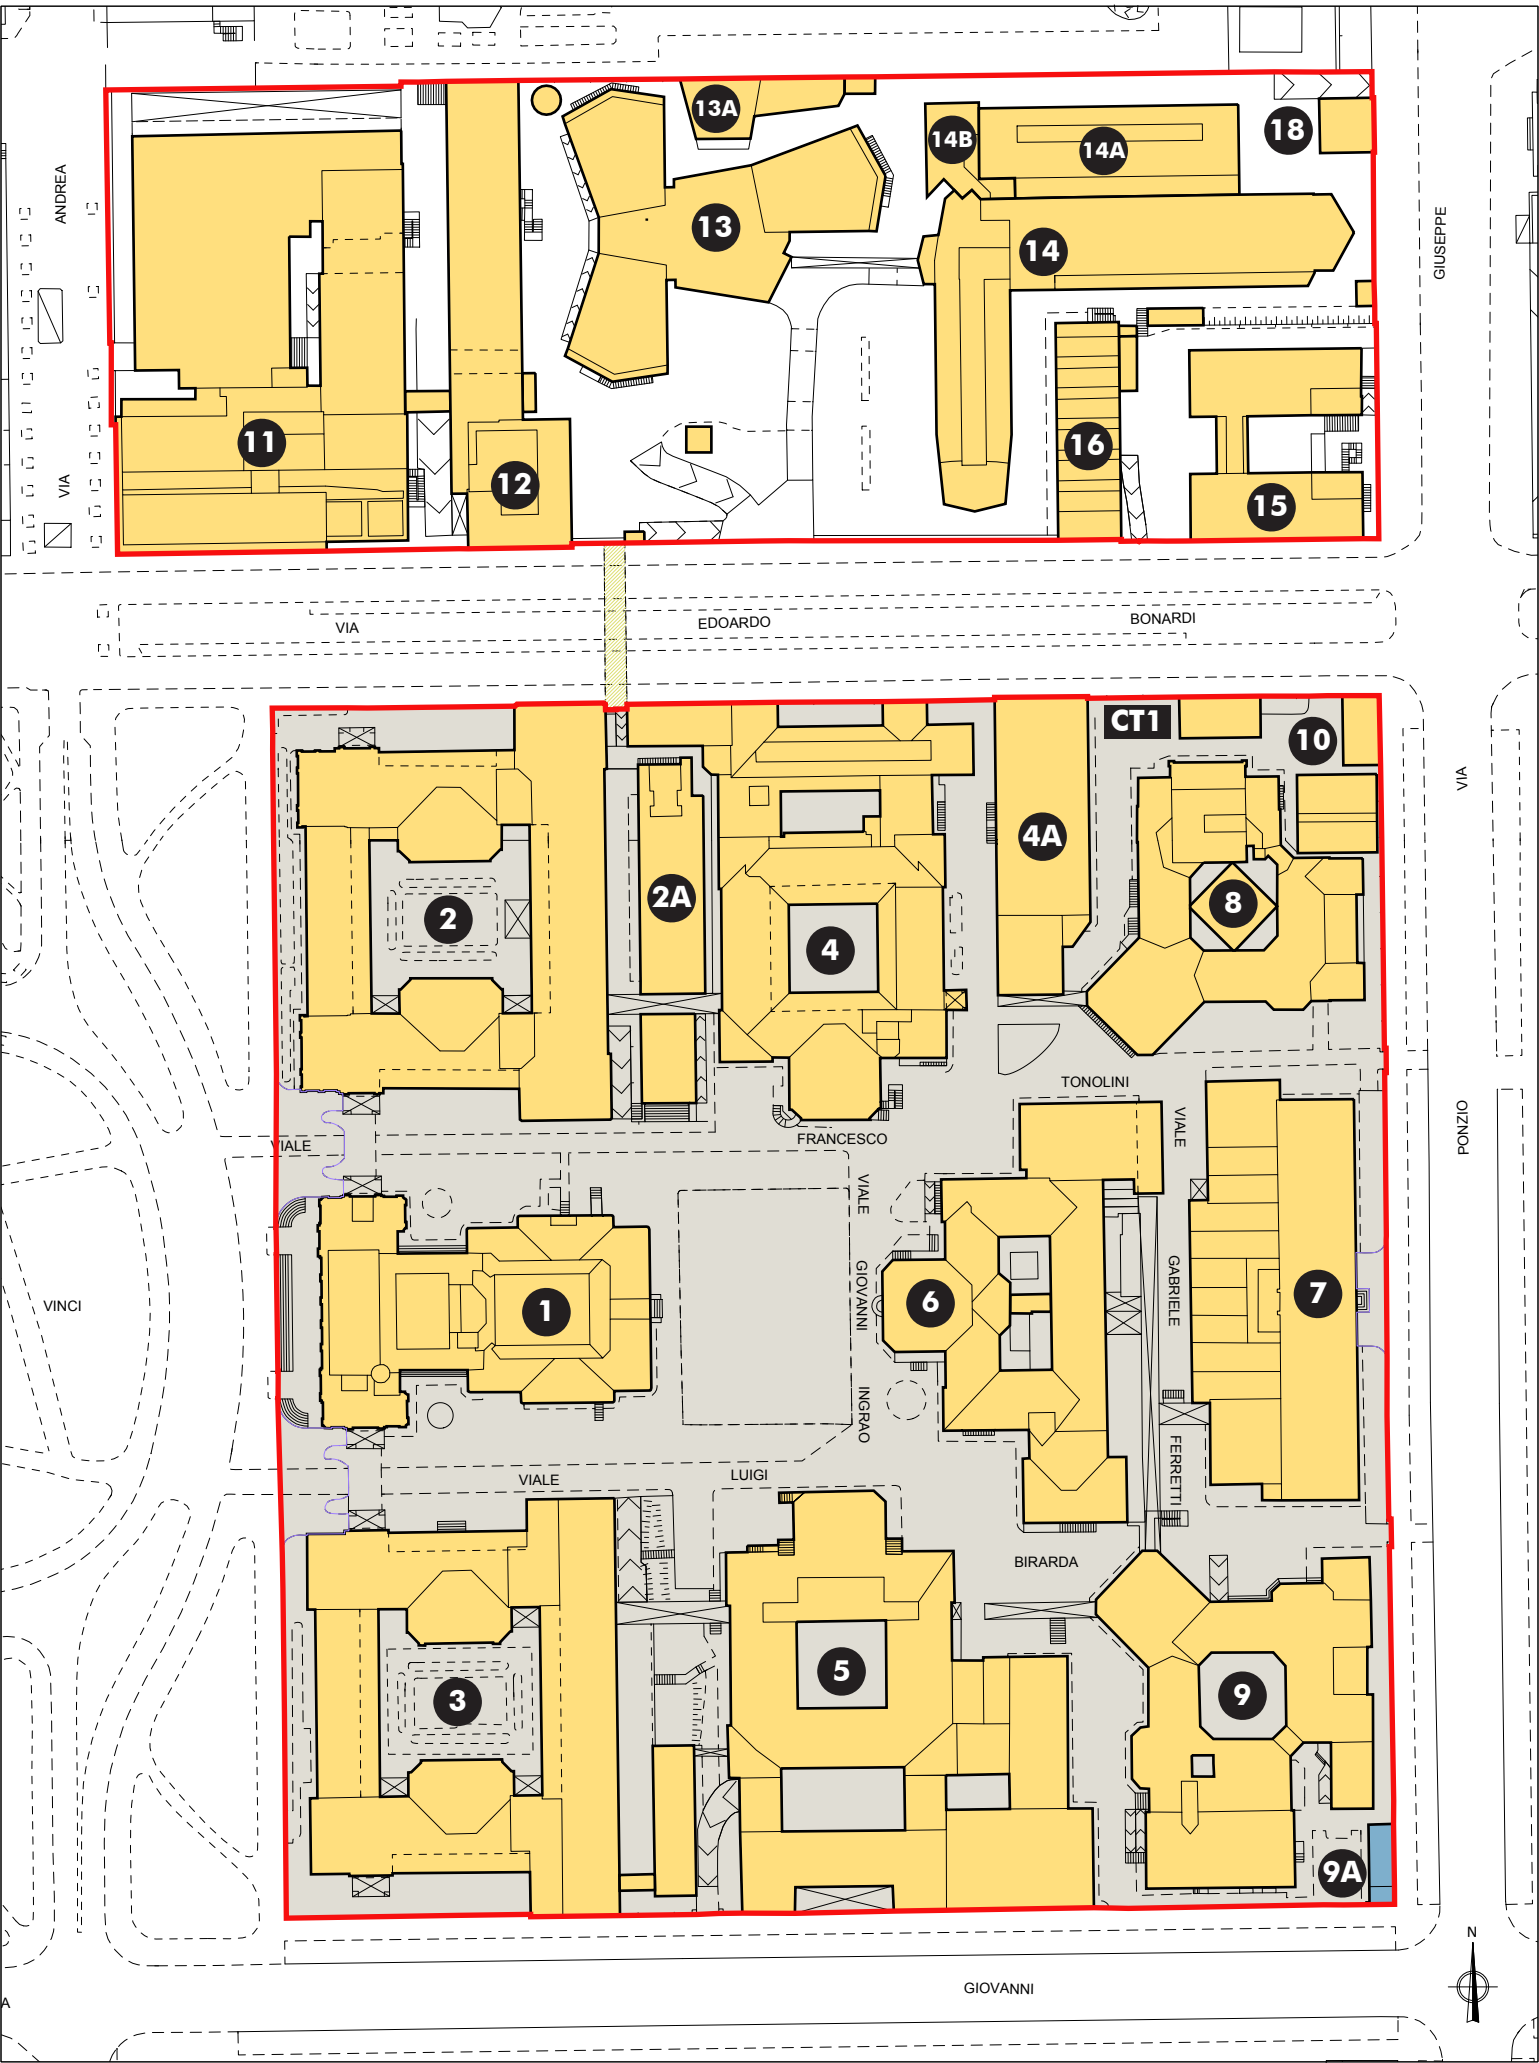 13A
14B
14A
18
ANDREA
GIUSEPPE
13
14
11
16
12
VIA
15
VIA
EDOARDO
BONARDI
CT1
10
VIA
4A
2A
8
2
4
TONOLINI
VIALE
PONZIO
FRANCESCO
VIALE
VIALE
GIOVANNI
GABRIELE
VINCI
1
6
7
INGRAO
FERRETTI
VIALE
LUIGI
BIRARDA
5
3
9
9A
N
GIOVANNI
A